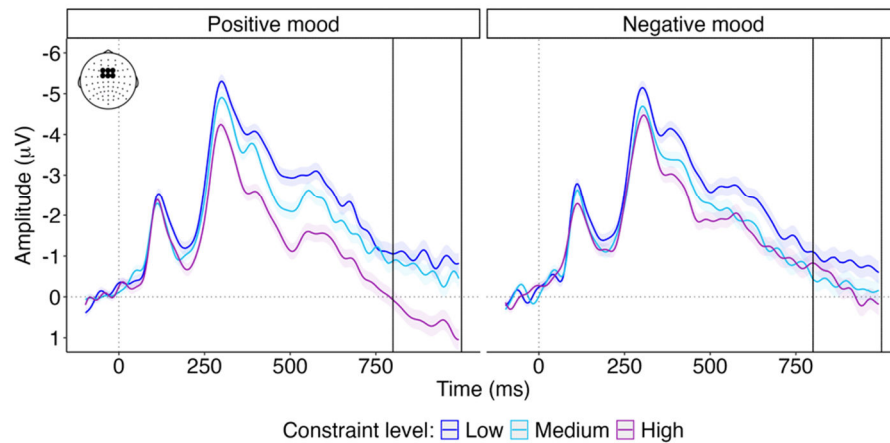 Positive mood
Negative mood
Amplitude (μV)
-6
-5
-4
-3
-2
-1
0
1
0 250 500 750
0 250 500 750
Time (ms)
Constraint level: Low Medium High